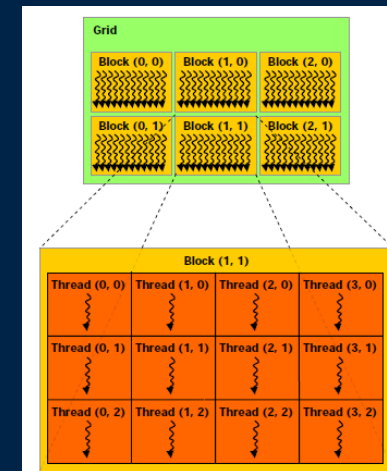 Grid
Block (0, 0) Block (1, 0) Block (2, 0)
Block (0, 1) Block (1, 1) Block (2, 1)
Block (1, 1)
Thread (0, 0) Thread (1, 0) Thread (2, 0) Thread (3, 0)
Thread (0, 1) Thread (1, 1) Thread (2, 1) Thread (3, 1)
Thread (0, 2) Thread (1, 2) Thread (2, 2) Thread (3, 2)